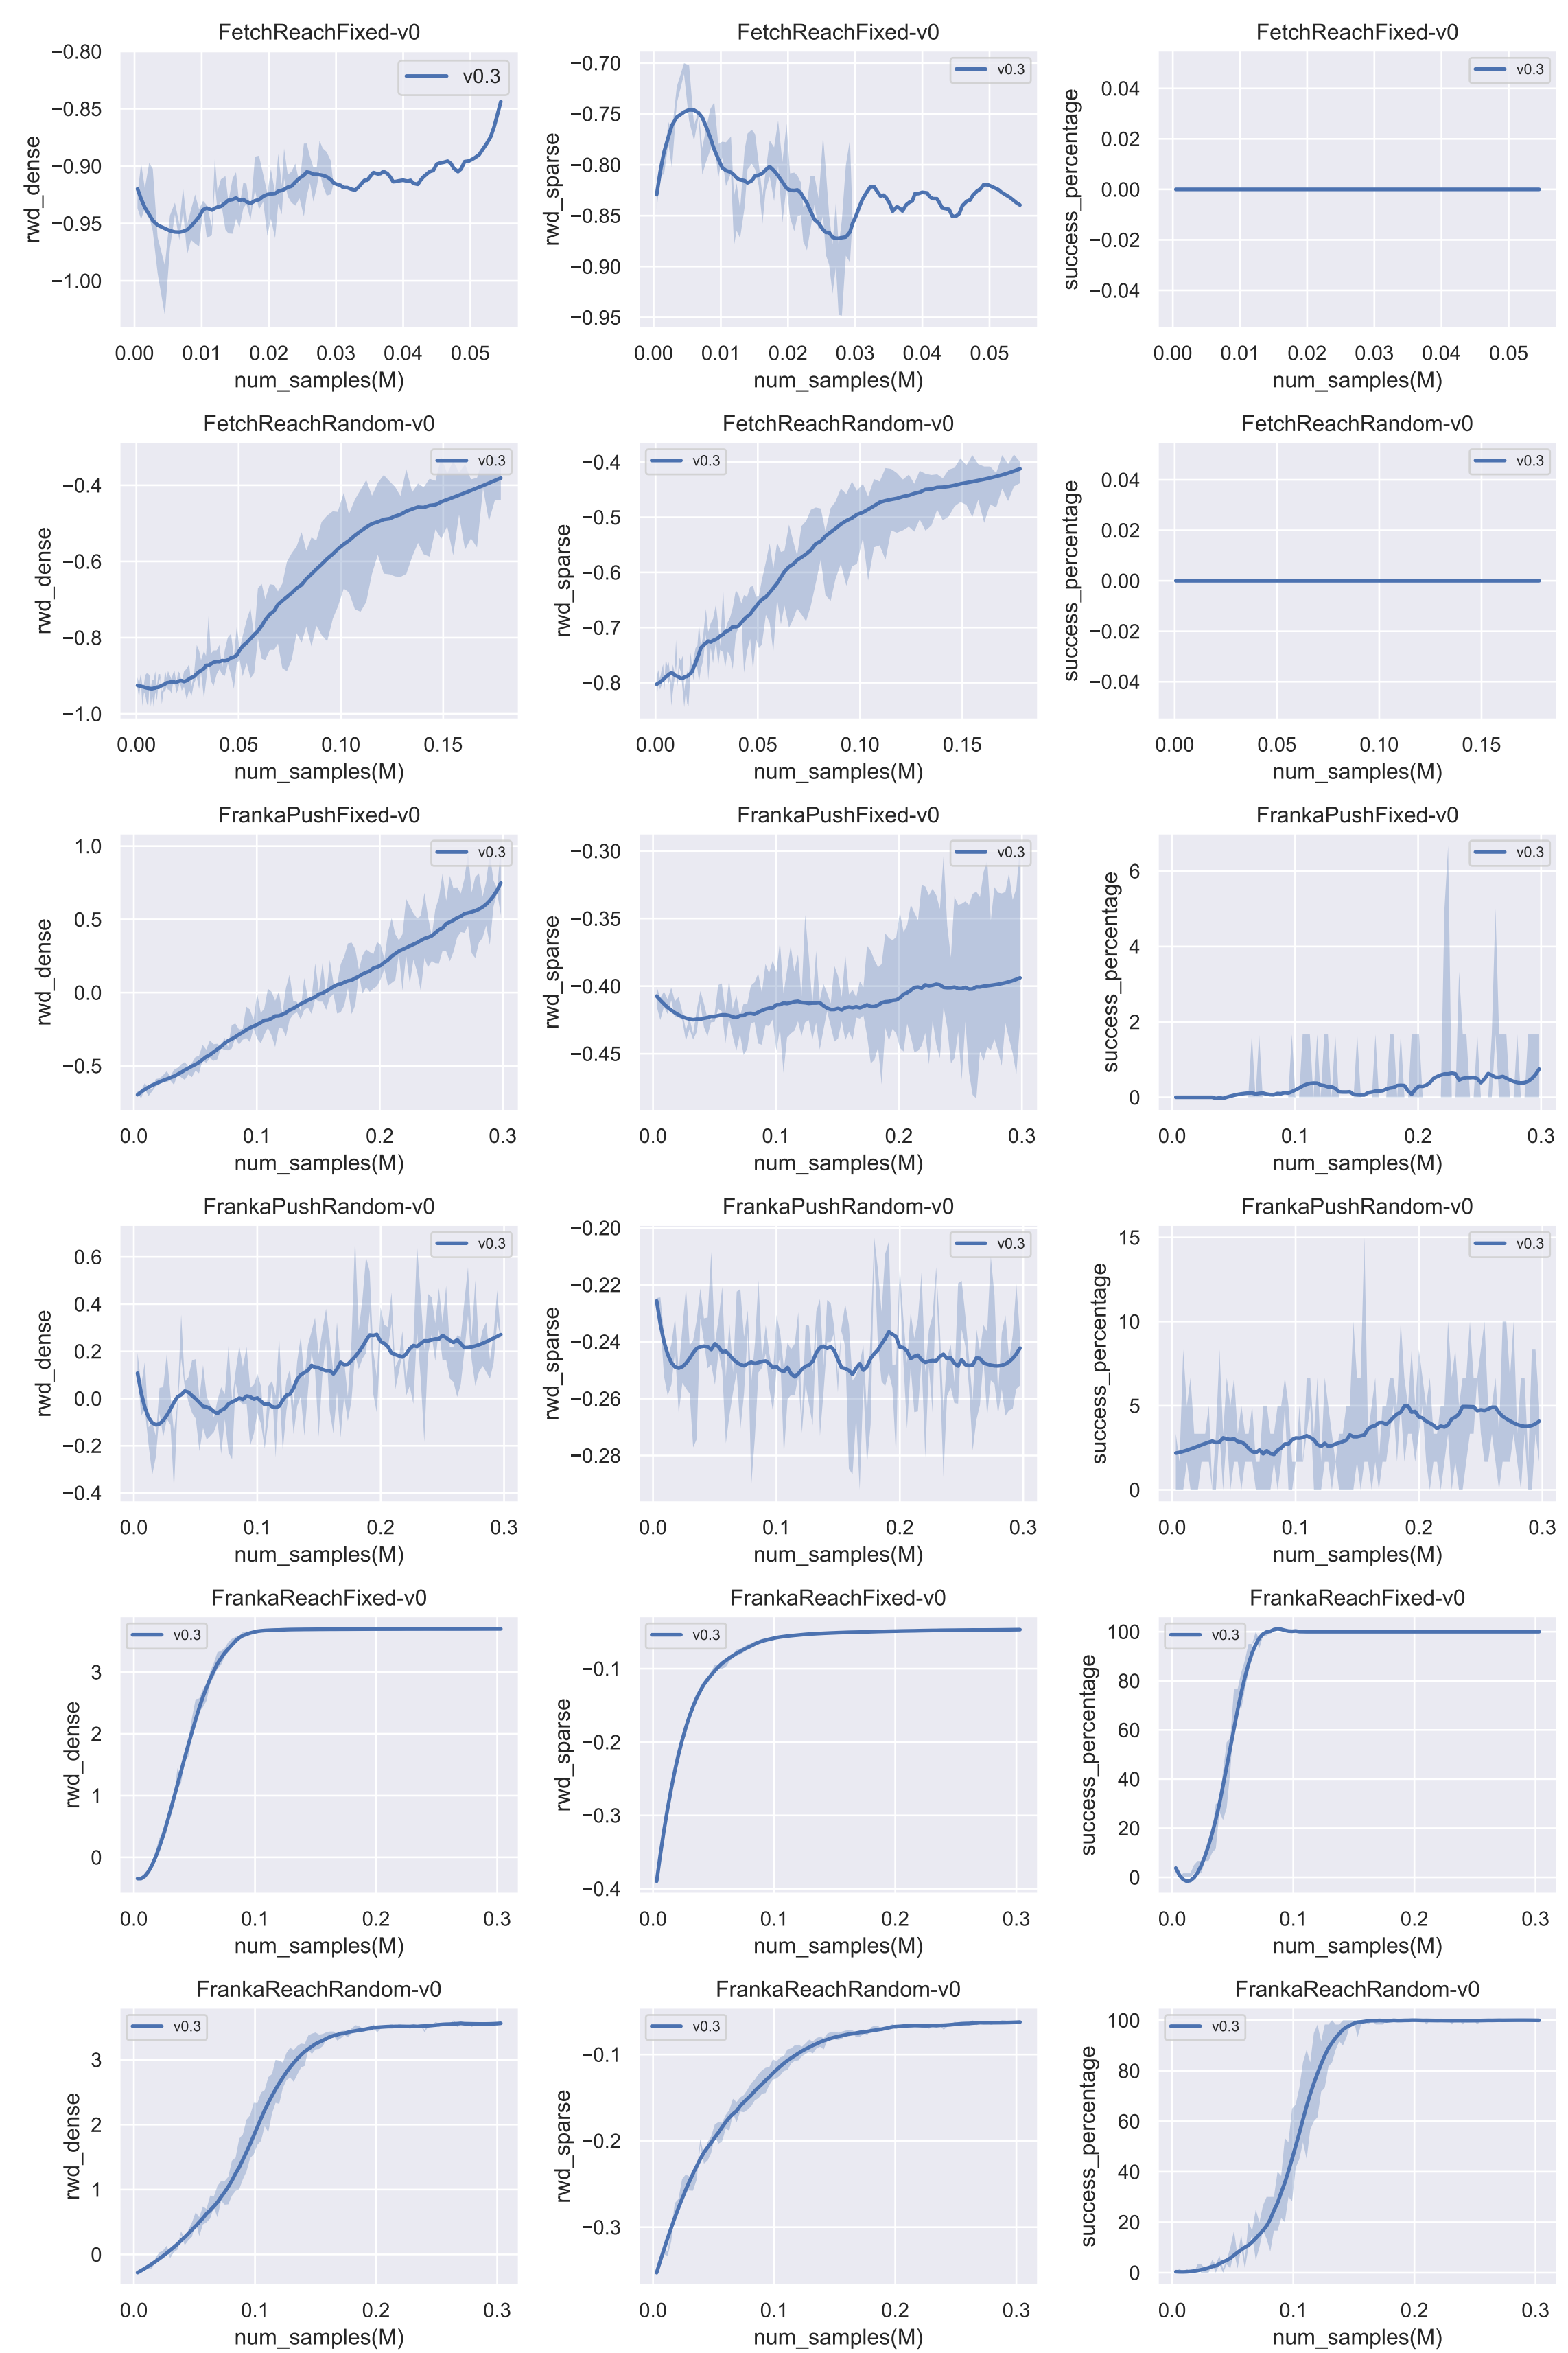 FetchReachFixed-v0
−0.80
−0.85
−0.90
−0.95
−1.00
rwd_dense
v0.3
0.00 0.01 0.02 0.03 0.04 0.05
num_samples(M)
FetchReachFixed-v0
−0.70
−0.75
−0.80
−0.85
−0.90
−0.95
rwd_sparse
v0.3
0.00 0.01 0.02 0.03 0.04 0.05
num_samples(M)
FetchReachFixed-v0
0.04
0.02
0.00
−0.02
−0.04
success_percentage
v0.3
0.00 0.01 0.02 0.03 0.04 0.05
num_samples(M)
FetchReachRandom-v0
−0.4
−0.6
−0.8
−1.0
rwd_dense
v0.3
0.00 0.05 0.10 0.15
num_samples(M)
FetchReachRandom-v0
−0.4
−0.5
−0.6
−0.7
−0.8
rwd_sparse
v0.3
0.00 0.05 0.10 0.15
num_samples(M)
FetchReachRandom-v0
0.04
0.02
0.00
−0.02
−0.04
success_percentage
v0.3
0.00 0.05 0.10 0.15
num_samples(M)
FrankaPushFixed-v0
1.0
0.5
0.0
−0.5
rwd_dense
v0.3
0.0 0.1 0.2 0.3
num_samples(M)
FrankaPushFixed-v0
−0.30
−0.35
−0.40
−0.45
rwd_sparse
v0.3
0.0 0.1 0.2 0.3
num_samples(M)
FrankaPushFixed-v0
6
4
2
0
success_percentage
v0.3
0.0 0.1 0.2 0.3
num_samples(M)
FrankaPushRandom-v0
0.6
0.4
0.2
0.0
−0.2
−0.4
rwd_dense
v0.3
0.0 0.1 0.2 0.3
num_samples(M)
FrankaPushRandom-v0
−0.20
−0.22
−0.24
−0.26
−0.28
rwd_sparse
v0.3
0.0 0.1 0.2 0.3
num_samples(M)
FrankaPushRandom-v0
15
10
5
0
success_percentage
v0.3
0.0 0.1 0.2 0.3
num_samples(M)
FrankaReachFixed-v0
3
2
1
0
rwd_dense
v0.3
0.0 0.1 0.2 0.3
num_samples(M)
FrankaReachFixed-v0
−0.1
−0.2
−0.3
−0.4
rwd_sparse
v0.3
0.0 0.1 0.2 0.3
num_samples(M)
FrankaReachFixed-v0
100
80
60
40
20
0
success_percentage
v0.3
0.0 0.1 0.2 0.3
num_samples(M)
FrankaReachRandom-v0
3
2
1
0
rwd_dense
v0.3
0.0 0.1 0.2 0.3
num_samples(M)
FrankaReachRandom-v0
−0.1
−0.2
−0.3
rwd_sparse
v0.3
0.0 0.1 0.2 0.3
num_samples(M)
FrankaReachRandom-v0
100
80
60
40
20
0
success_percentage
v0.3
0.0 0.1 0.2 0.3
num_samples(M)